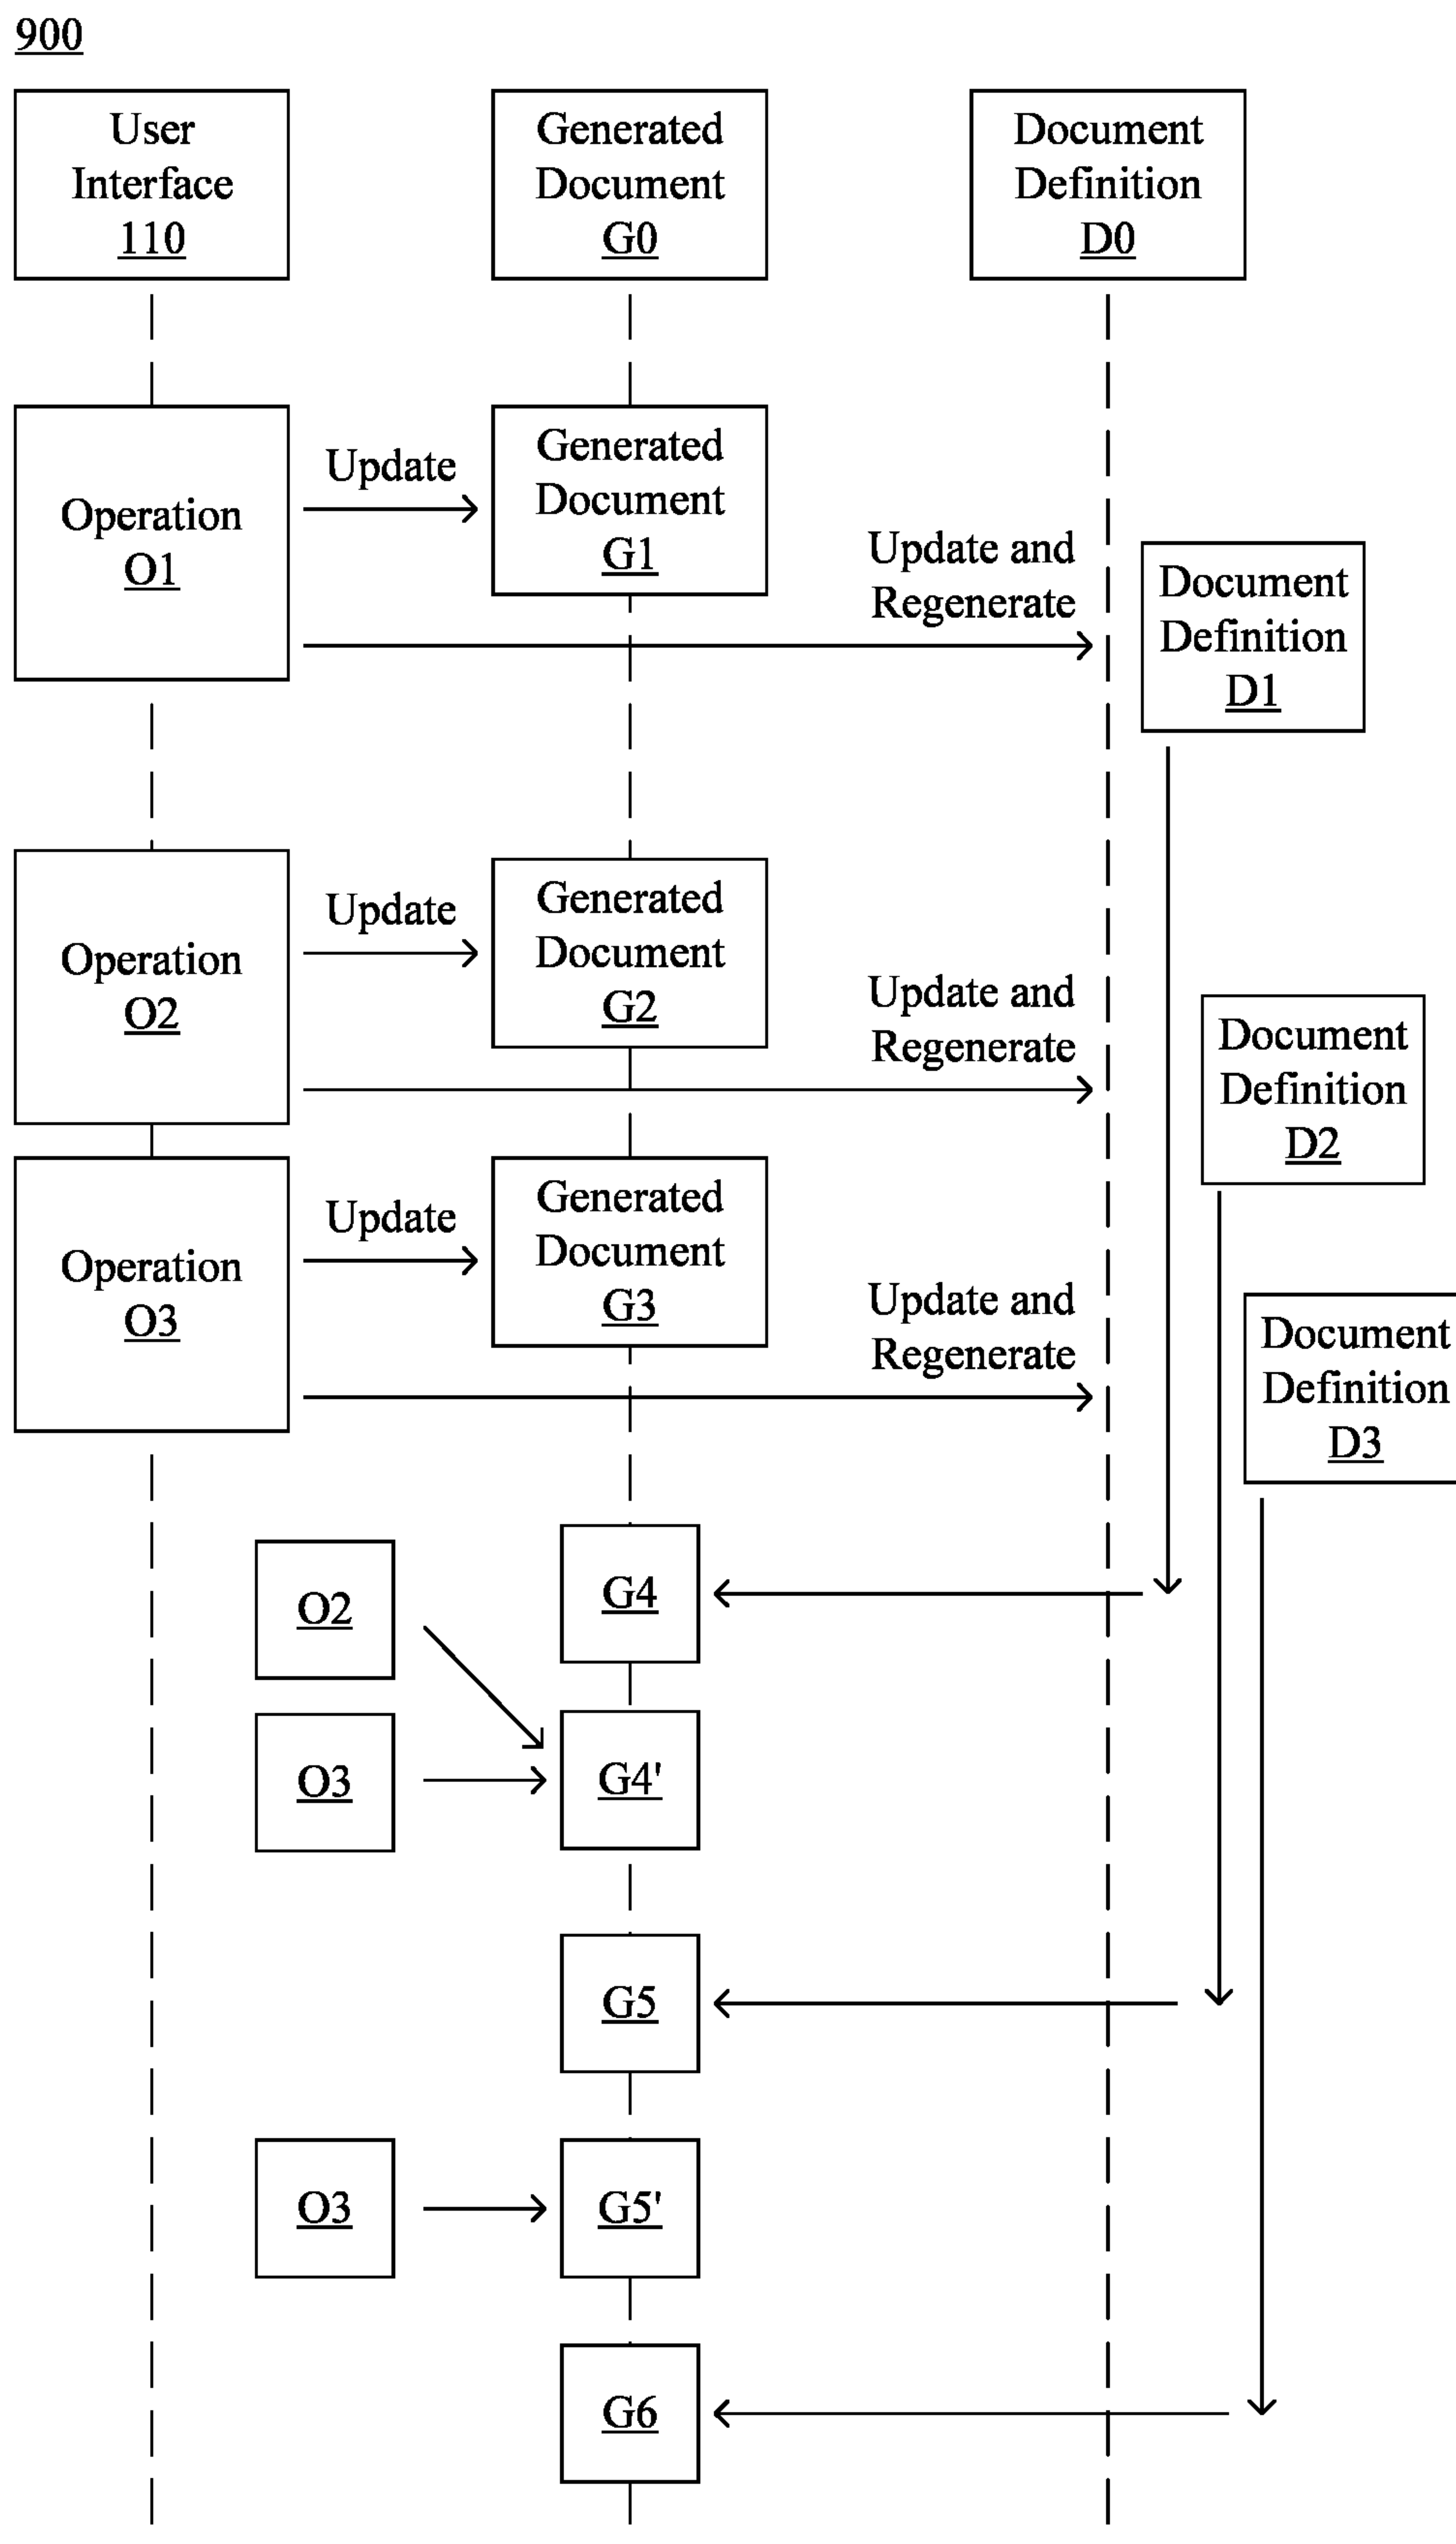 900
User
Interface
110
Generated
Document
G0
Document
Definition
D0
Operation
O1
Update
Generated
Document
G1
Update and
Regenerate
Document
Definition
D1
Operation
O2
Update
Generated
Document
G2
Update and
Regenerate
Document
Definition
D2
Operation
O3
Update
Generated
Document
G3
Update and
Regenerate
Document
Definition
D3
O2
G4
O3
G4'
G5
O3
G5'
G6